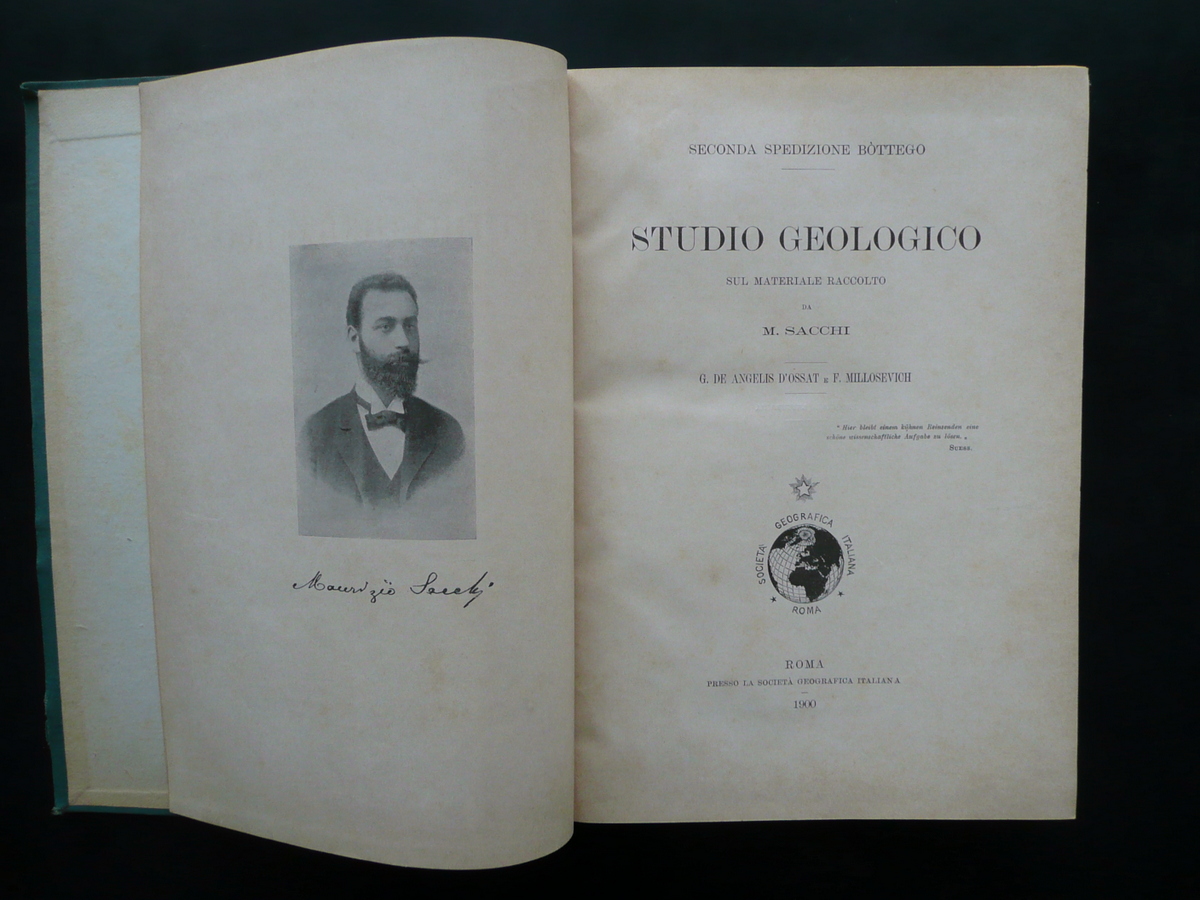 Maurizio Sacchi
SECONDA SPEDIZIONE BÒTTEGO
STUDIO GEOLOGICO
SUL MATERIALE RACCOLTO
DA
M. SACCHI
G. DE ANGELIS D'OSSAT E F. MILLOSEVICH
" Hier bleibt einem kühnen Reisenden eine
schöne wissenschaftliche Aufgabe zu lösen. „
SUESS.
SOCIETÀ GEOGRAFICA ITALIANA
ROMA
ROMA
PRESSO LA SOCIETÀ GEOGRAFICA ITALIANA
1900